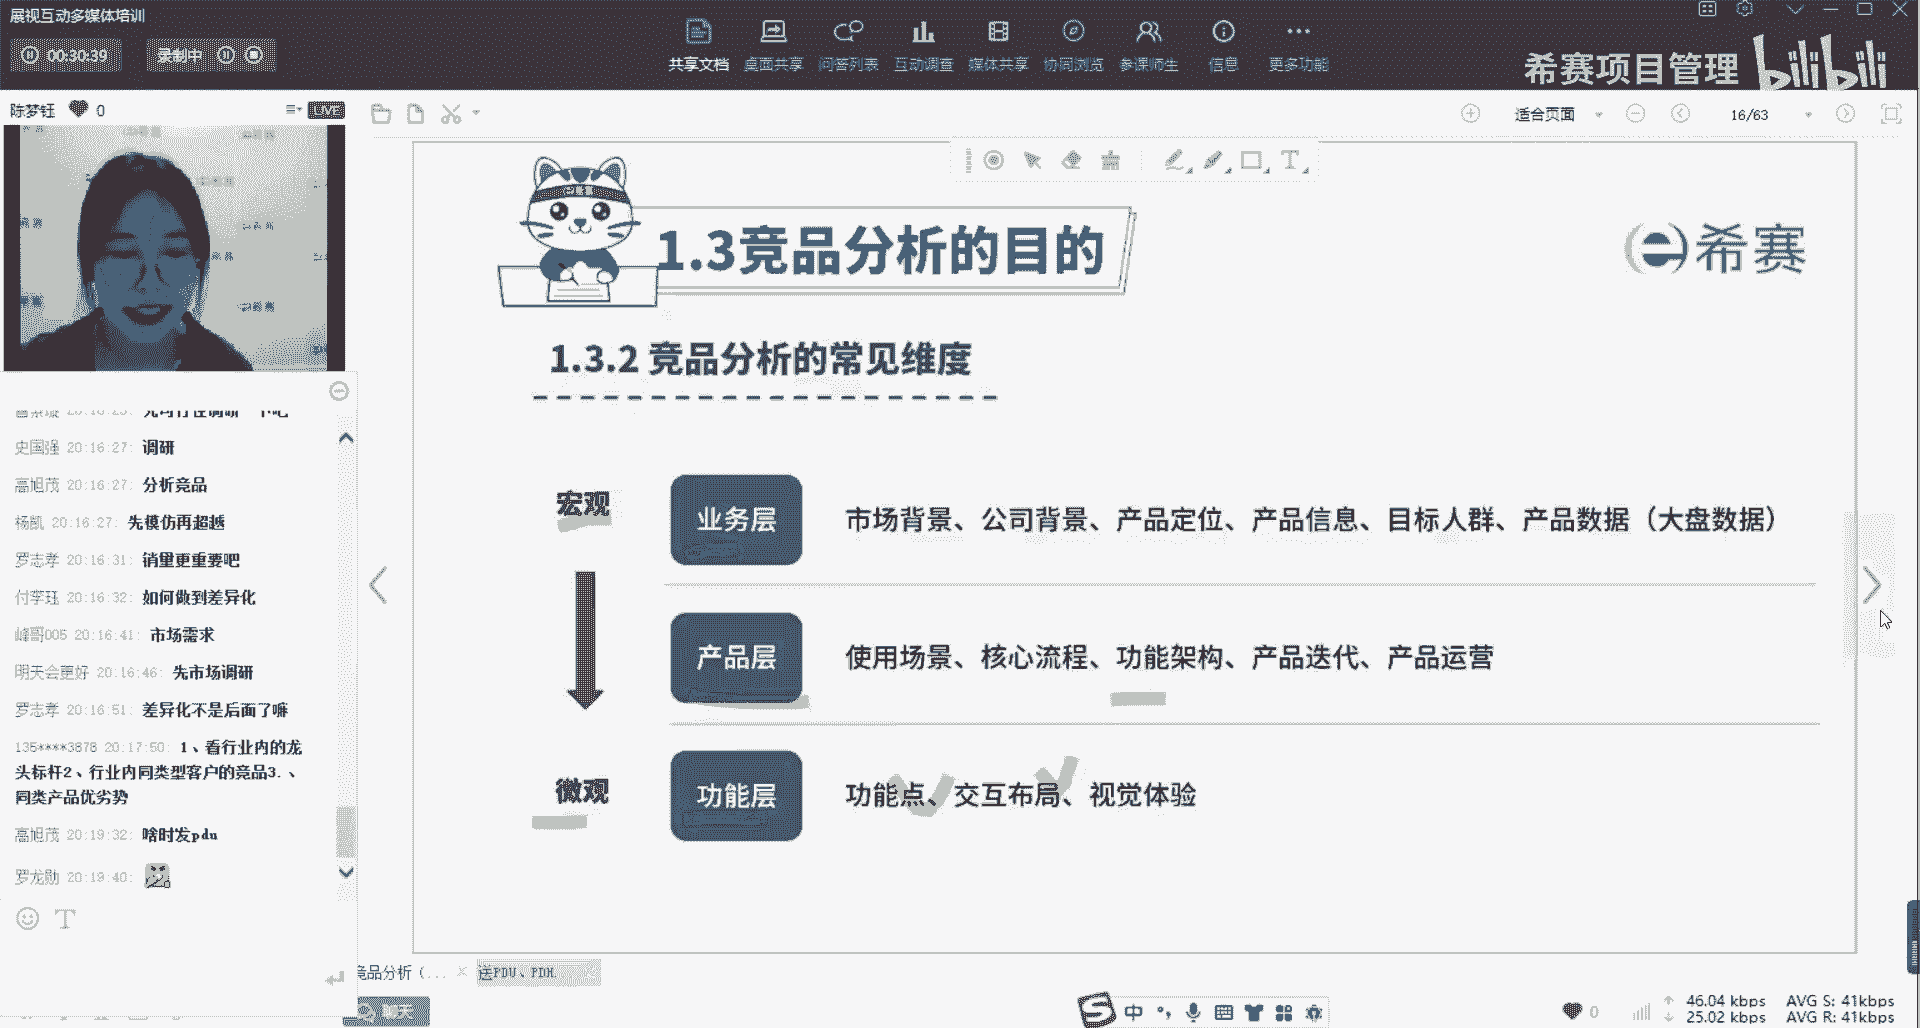 展视互动多媒体培训
00:30:39
录制中
共享文档 桌面共享 问答列表 互动调查 媒体共享 协同浏览 参课师生 信息 更多功能
希赛项目管理 bilibili
陈梦钰 0
LIVE
适合页面
16/63
史国强 20:16:27: 调研
高旭茂 20:16:27: 分析竞品
杨凯 20:16:27: 先模仿再超越
罗志孝 20:16:31: 销量更重要吧
付李珏 20:16:32: 如何做到差异化
峰哥005 20:16:41: 市场需求
明天会更好 20:16:46: 先市场调研
罗志孝 20:16:51: 差异化不是后面了嘛
135****3878 20:17:50: 1、看行业内的龙
头标杆2、行业内同类型客户的竞品3.、
同类产品优劣势
高旭茂 20:19:32: 啥时发pdu
罗龙勋 20:19:40:
1.3竞品分析的目的
希赛
1.3.2 竞品分析的常见维度
宏观
业务层
市场背景、公司背景、产品定位、产品信息、目标人群、产品数据（大盘数据）
产品层
使用场景、核心流程、功能架构、产品迭代、产品运营
微观
功能层
功能点、交互布局、视觉体验
竞品分析（...
送PDU、PDH
聊天
中
0
46.04 kbps AVG S: 41kbps
25.02 kbps AVG R: 41kbps